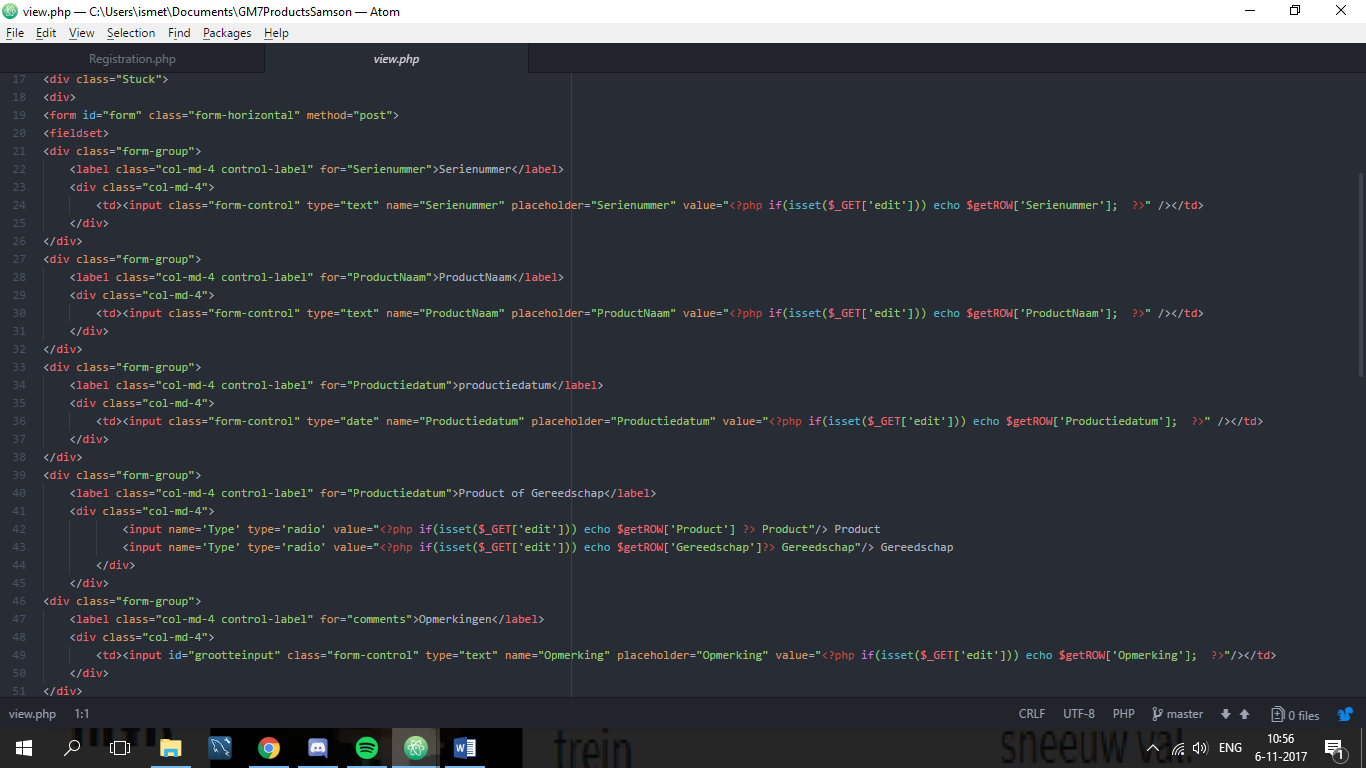 view.php — C:\Users\ismet\Documents\GM7ProductsSamson — Atom
File Edit View Selection Find Packages Help
Registration.php view.php
17 <div class="Stuck">
18 <div>
19 <form id="form" class="form-horizontal" method="post">
20 <fieldset>
21 <div class="form-group">
22 <label class="col-md-4 control-label" for="Serienummer">Serienummer</label>
23 <div class="col-md-4">
24 <td><input class="form-control" type="text" name="Serienummer" placeholder="Serienummer" value="<?php if(isset($_GET['edit'])) echo $getROW['Serienummer'];  ?>" /></td>
25 </div>
26 </div>
27 <div class="form-group">
28 <label class="col-md-4 control-label" for="ProductNaam">ProductNaam</label>
29 <div class="col-md-4">
30 <td><input class="form-control" type="text" name="ProductNaam" placeholder="ProductNaam" value="<?php if(isset($_GET['edit'])) echo $getROW['ProductNaam'];  ?>" /></td>
31 </div>
32 </div>
33 <div class="form-group">
34 <label class="col-md-4 control-label" for="Productiedatum">productiedatum</label>
35 <div class="col-md-4">
36 <td><input class="form-control" type="date" name="Productiedatum" placeholder="Productiedatum" value="<?php if(isset($_GET['edit'])) echo $getROW['Productiedatum'];  ?>" /></td>
37 </div>
38 </div>
39 <div class="form-group">
40 <label class="col-md-4 control-label" for="Productiedatum">Product of Gereedschap</label>
41 <div class="col-md-4">
42 <input name='Type' type='radio' value="<?php if(isset($_GET['edit'])) echo $getROW['Product'] ?> Product"/> Product
43 <input name='Type' type='radio' value="<?php if(isset($_GET['edit'])) echo $getROW['Gereedschap']?> Gereedschap"/> Gereedschap
44 </div>
45 </div>
46 <div class="form-group">
47 <label class="col-md-4 control-label" for="comments">Opmerkingen</label>
48 <div class="col-md-4">
49 <td><input id="grootteinput" class="form-control" type="text" name="Opmerking" placeholder="Opmerking" value="<?php if(isset($_GET['edit'])) echo $getROW['Opmerking'];  ?>"/></td>
50 </div>
51 </div>
view.php 1:1 CRLF UTF-8 PHP master 0 files
trein sneeuw val
ENG 10:56
6-11-2017 1